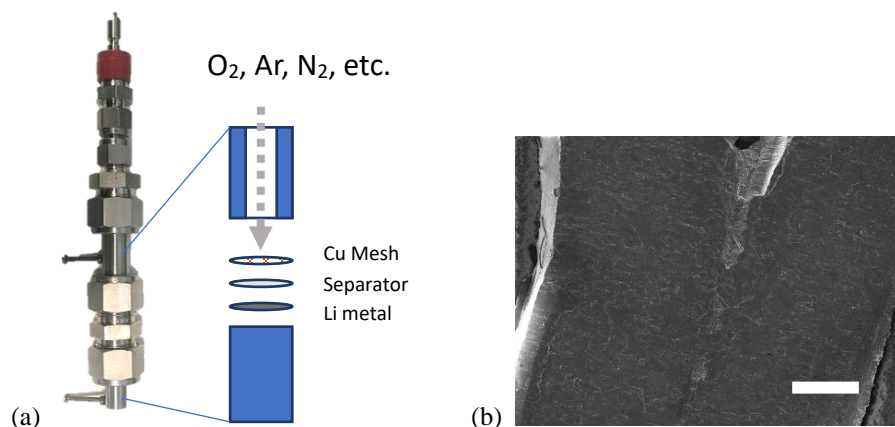 O₂, Ar, N₂, etc.
Cu Mesh
Separator
Li metal
(a)
(b)